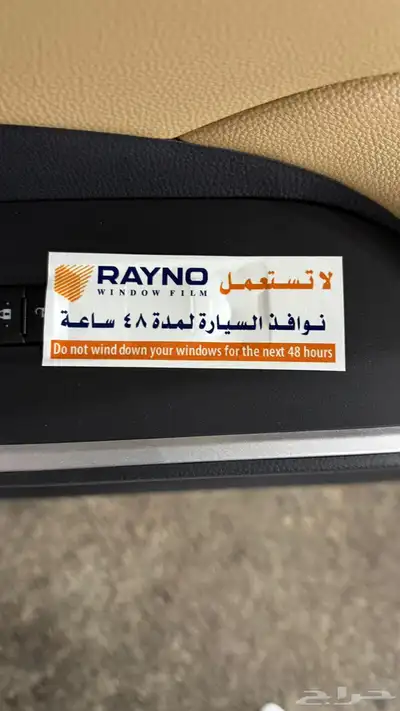 RAYNO لا تستعمل
WINDOW FILM
نوافذ السيارة لمدة ٤٨ ساعة
Do not wind down your windows for the next 48 hours
حراج